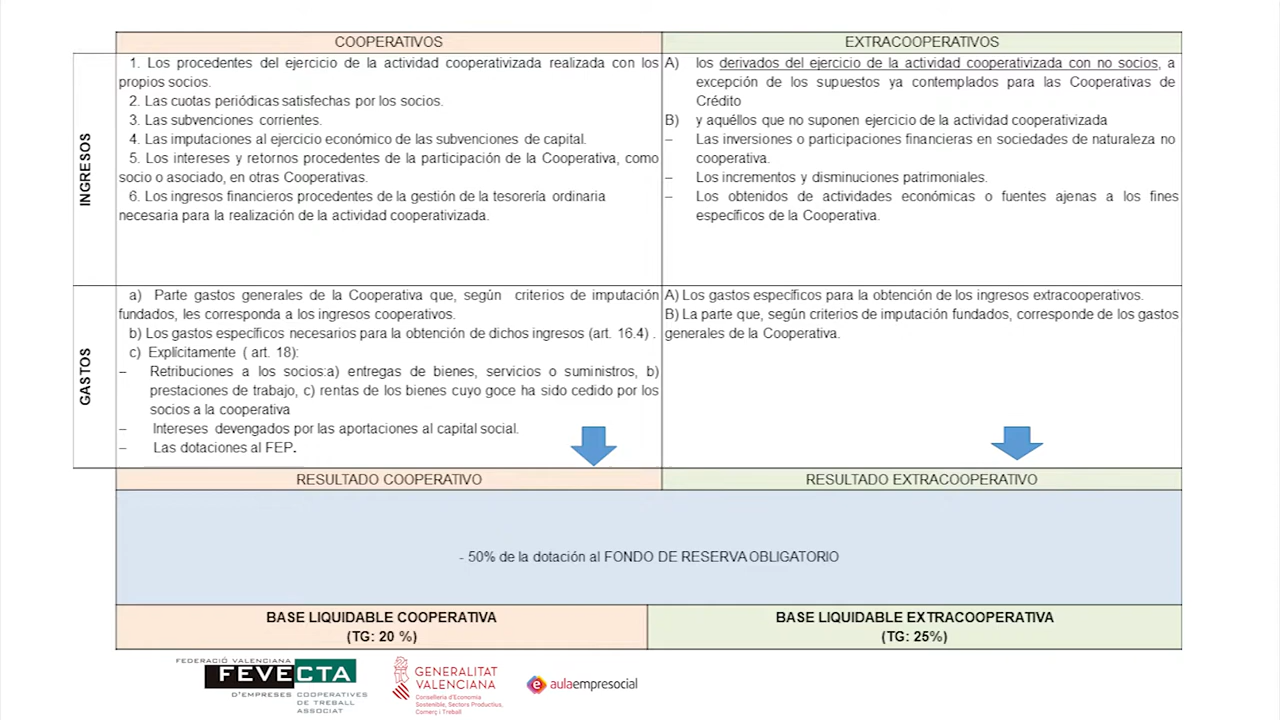 COOPERATIVOS
EXTRACOOPERATIVOS
INGRESOS
1. Los procedentes del ejercicio de la actividad cooperativizada realizada con los
propios socios.
2. Las cuotas periódicas satisfechas por los socios.
3. Las subvenciones corrientes.
4. Las imputaciones al ejercicio económico de las subvenciones de capital.
5. Los intereses y retornos procedentes de la participación de la Cooperativa, como
socio o asociado, en otras Cooperativas.
6. Los ingresos financieros procedentes de la gestión de la tesorería ordinaria
necesaria para la realización de la actividad cooperativizada.
A) los derivados del ejercicio de la actividad cooperativizada con no socios, a
excepción de los supuestos ya contemplados para las Cooperativas de
Crédito
B) y aquéllos que no suponen ejercicio de la actividad cooperativizada
– Las inversiones o participaciones financieras en sociedades de naturaleza no
cooperativa.
– Los incrementos y disminuciones patrimoniales.
– Los obtenidos de actividades económicas o fuentes ajenas a los fines
específicos de la Cooperativa.
GASTOS
a) Parte gastos generales de la Cooperativa que, según criterios de imputación
fundados, les corresponda a los ingresos cooperativos.
b) Los gastos específicos necesarios para la obtención de dichos ingresos (art. 16.4) .
c) Explícitamente ( art. 18):
– Retribuciones a los socios:a) entregas de bienes, servicios o suministros, b)
prestaciones de trabajo, c) rentas de los bienes cuyo goce ha sido cedido por los
socios a la cooperativa
– Intereses devengados por las aportaciones al capital social.
– Las dotaciones al FEP.
A) Los gastos específicos para la obtención de los ingresos extracooperativos.
B) La parte que, según criterios de imputación fundados, corresponde de los gastos
generales de la Cooperativa.
RESULTADO COOPERATIVO
RESULTADO EXTRACOOPERATIVO
- 50% de la dotación al FONDO DE RESERVA OBLIGATORIO
BASE LIQUIDABLE COOPERATIVA
(TG: 20 %)
BASE LIQUIDABLE EXTRACOOPERATIVA
(TG: 25%)
FEDERACIÓ VALENCIANA
FEVECTA
D'EMPRESES COOPERATIVES
DE TREBALL
ASSOCIAT
GENERALITAT
VALENCIANA
Conselleria d'Economia
Sostenible, Sectors Productius,
Comerç i Treball
e aulaempresocial